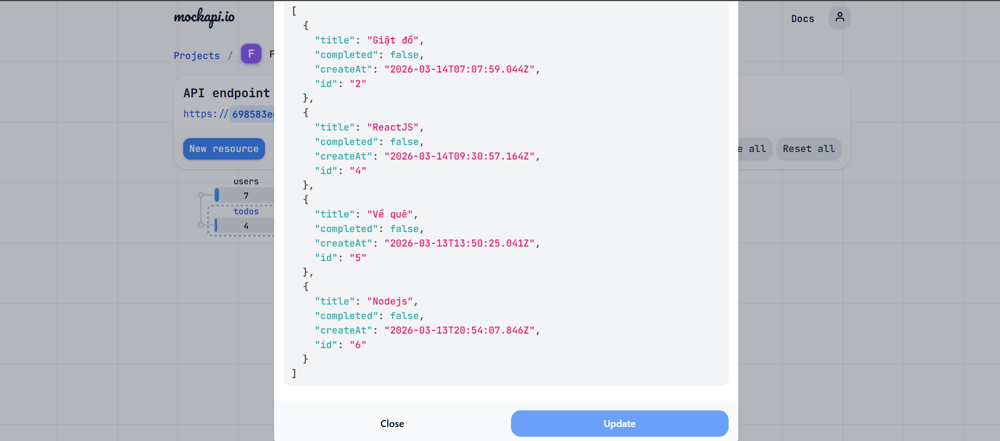 mockapi.io
Docs
Projects / F F
API endpoint
https://698583e
New resource
e all
Reset all
users
7
todos
4
[
{
"title": "Giặt đồ",
"completed": false,
"createAt": "2026-03-14T07:07:59.044Z",
"id": "2"
},
{
"title": "ReactJS",
"completed": false,
"createAt": "2026-03-14T09:30:57.164Z",
"id": "4"
},
{
"title": "Về quê",
"completed": false,
"createAt": "2026-03-13T13:50:25.041Z",
"id": "5"
},
{
"title": "Nodejs",
"completed": false,
"createAt": "2026-03-13T20:54:07.846Z",
"id": "6"
}
]
Close
Update